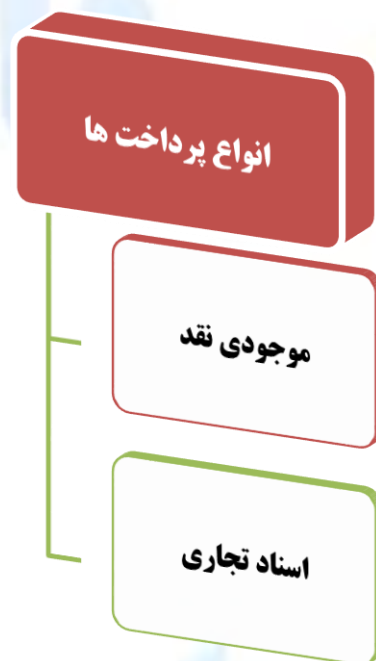 انواع پرداخت ها
موجودی نقد
اسناد تجاری